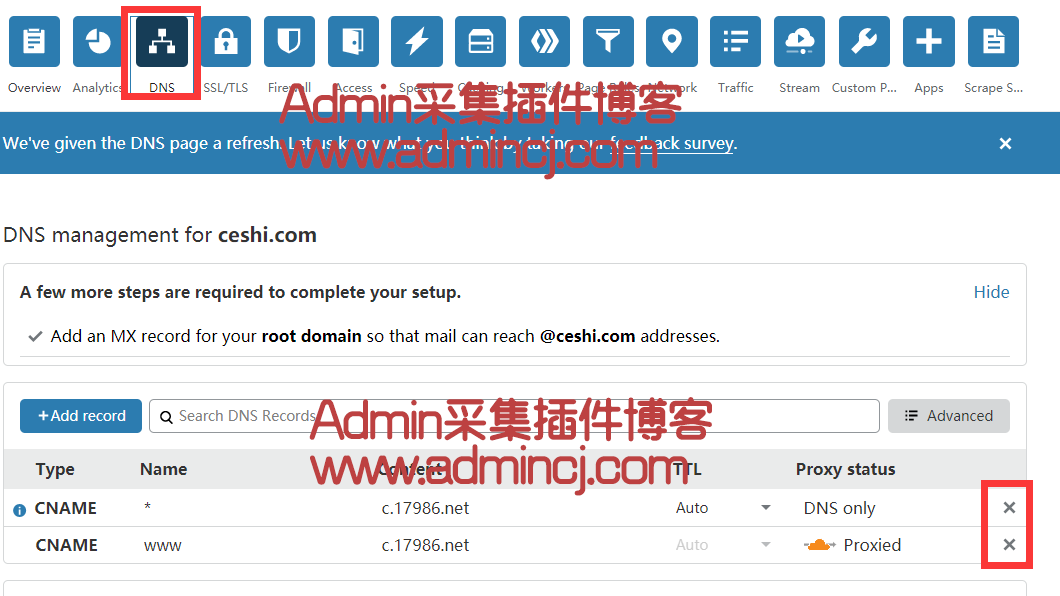 Overview Analytics DNS SSL/TLS Firewall Access Speed Caching Workers Page Rules Network Traffic Stream Custom P... Apps Scrape S...
Admin采集插件博客
We've given the DNS page a refresh. Let us know what you think by taking our feedback survey.
www.admincj.com
DNS management for ceshi.com
A few more steps are required to complete your setup. Hide
Add an MX record for your root domain so that mail can reach @ceshi.com addresses.
+Add record Search DNS Records Advanced
Admin采集插件博客
www.admincj.com
Type Name Content TTL Proxy status
CNAME * c.17986.net Auto DNS only
CNAME www c.17986.net Auto Proxied